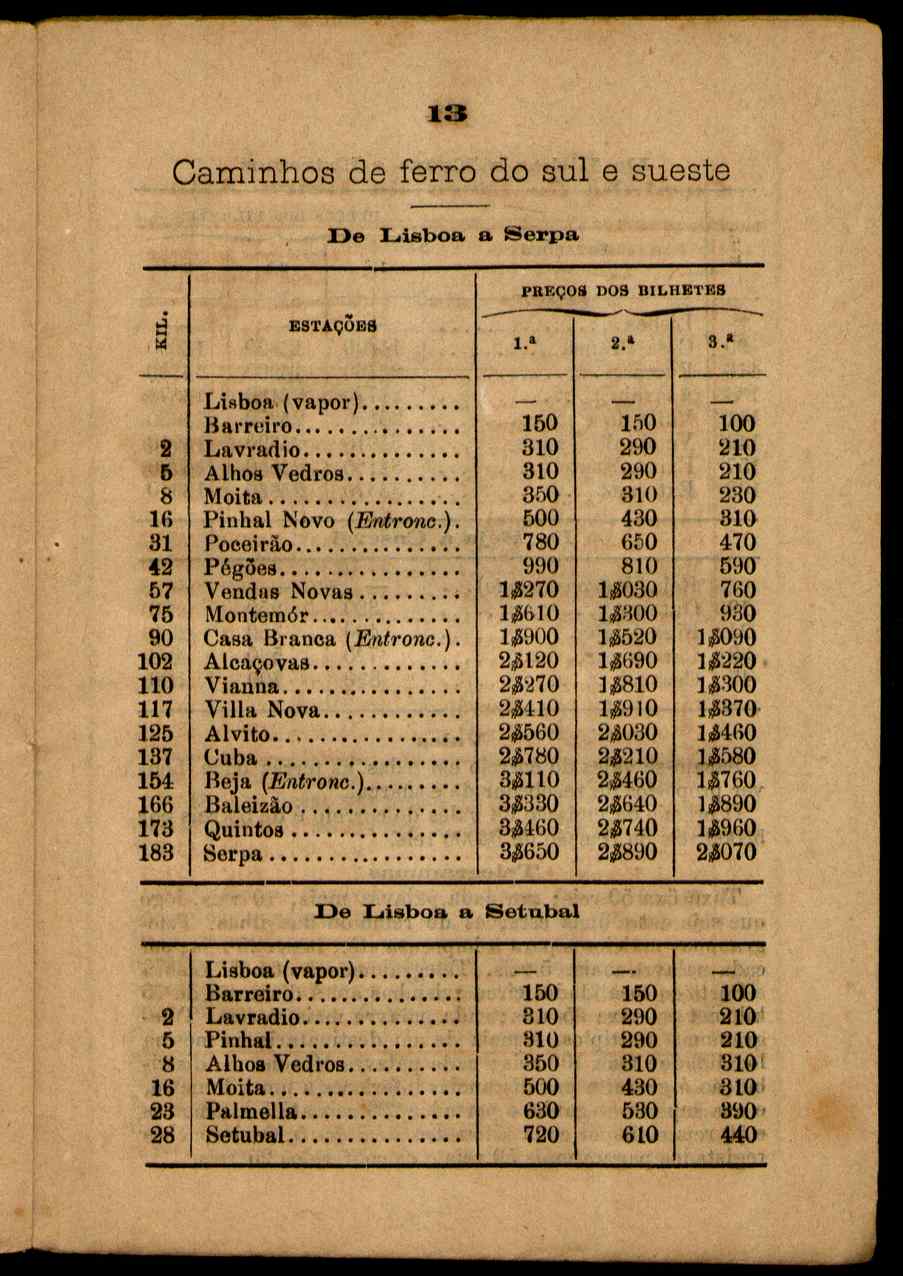 13
Caminhos de ferro do sul e sueste
De Lisboa a Serpa
KIL. ESTAÇÕES PREÇOS DOS BILHETES
1.ª 2.ª 3.ª
Lisboa (vapor)......... — — —
Barreiro............... 150 150 100
2 Lavradio.............. 310 290 210
5 Alhos Vedros.......... 310 290 210
8 Moita................. 350 310 230
16 Pinhal Novo (Entronc.). 500 430 310
31 Poceirão............... 780 650 470
42 Pégões................ 990 810 590
57 Vendas Novas......... 1$270 1$030 760
75 Montemór.............. 1$610 1$300 930
90 Casa Branca (Entronc.). 1$900 1$520 1$090
102 Alcaçovas............. 2$120 1$690 1$220
110 Vianna................ 2$270 1$810 1$300
117 Villa Nova............ 2$410 1$910 1$370
125 Alvito................. 2$560 2$030 1$460
137 Cuba ................. 2$780 2$210 1$580
154 Beja (Entronc.)......... 3$110 2$460 1$760
166 Baleizão .............. 3$330 2$640 1$890
173 Quintos ............... 3$460 2$740 1$960
183 Serpa ................. 3$650 2$890 2$070
De Lisboa a Setubal
Lisboa (vapor)......... — — —
Barreiro............... 150 150 100
2 Lavradio.............. 310 290 210
5 Pinhal................ 310 290 210
8 Alhos Vedros.......... 350 310 310
16 Moita................. 500 430 310
23 Palmella.............. 630 530 390
28 Setubal............... 720 610 440